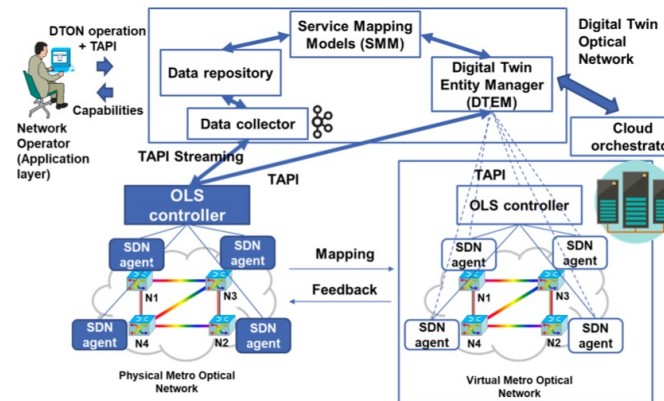 DTON operation
+ TAPI
Capabilities
Network
Operator
(Application
layer)
Service Mapping
Models (SMM)
Data repository
Data collector
Digital Twin
Entity Manager
(DTEM)
Digital Twin
Optical
Network
Cloud
orchestrato
TAPI Streaming
TAPI
OLS
controller
SDN
agent
SDN
agent
N1
N3
SDN
agent
N4
N2
SDN
agent
Physical Metro Optical
Network
Mapping
Feedback
TAPI
OLS controller
SDN
agent
SDN
agent
N1
N3
SDN
agent
N4
N2
SDN
agent
Virtual Metro Optical
Network